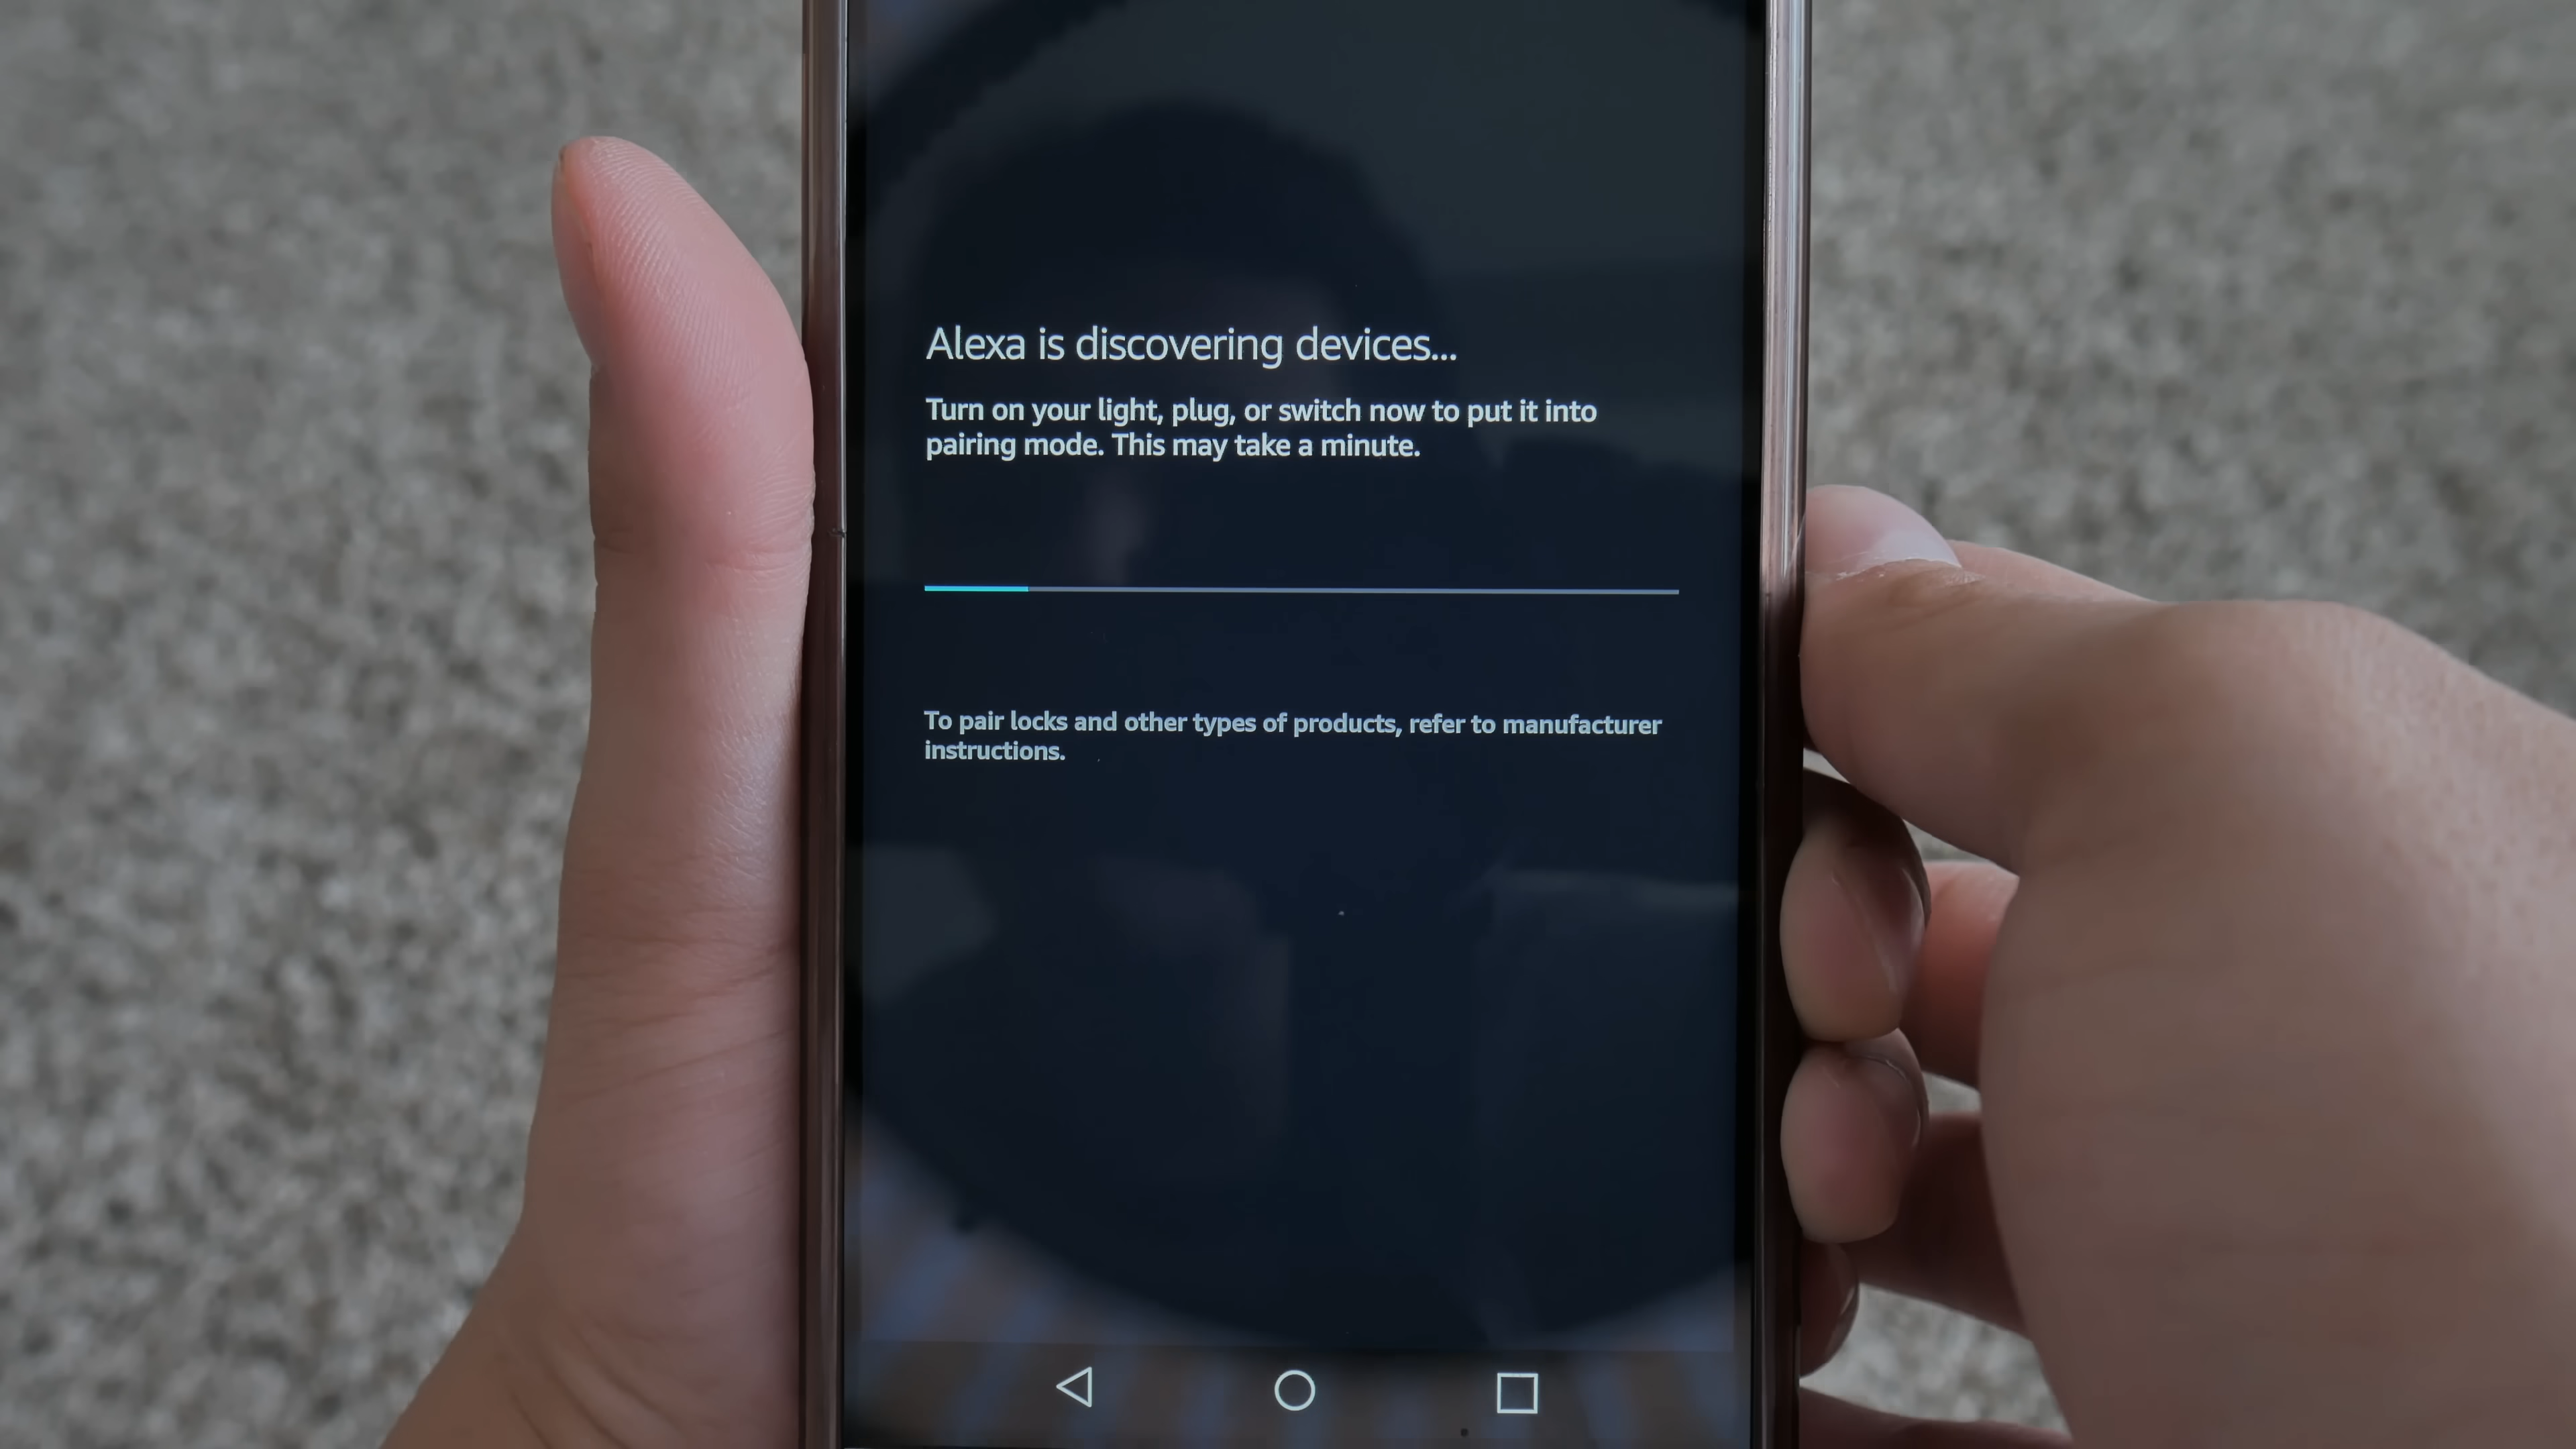 Alexa is discovering devices...
Turn on your light, plug, or switch now to put it into
pairing mode. This may take a minute.
To pair locks and other types of products, refer to manufacturer
instructions.